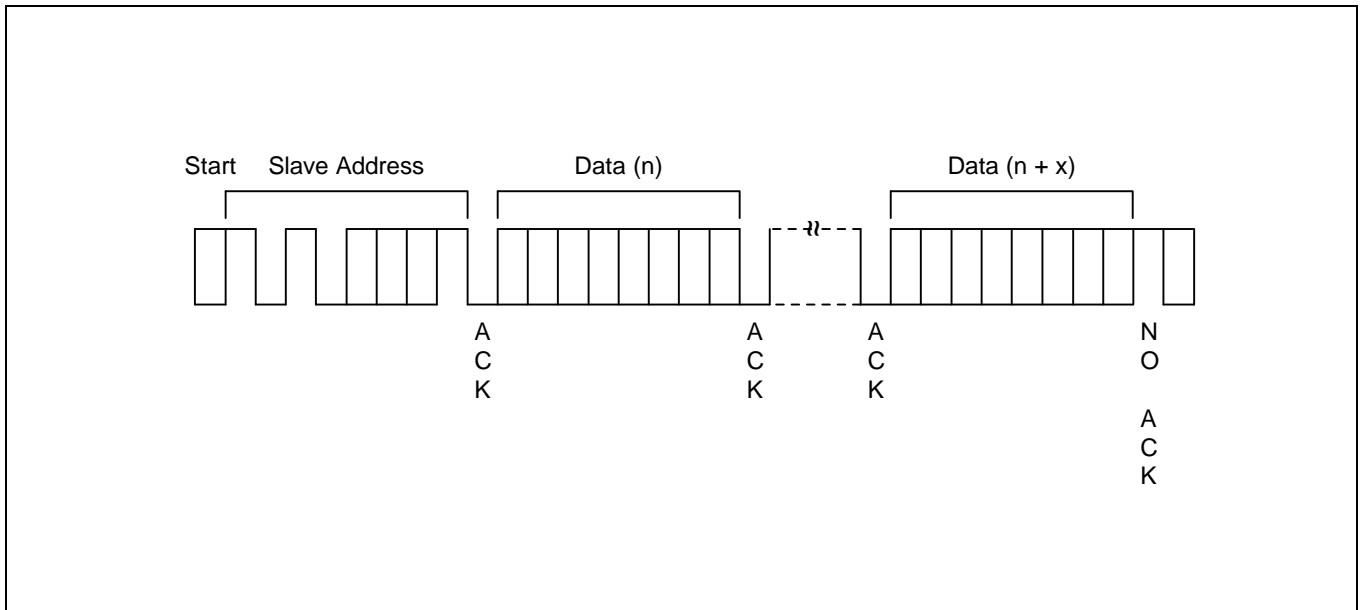 Start Slave Address Data (n) Data (n + x)
A A A N
C C C O
K K K
A
C
K